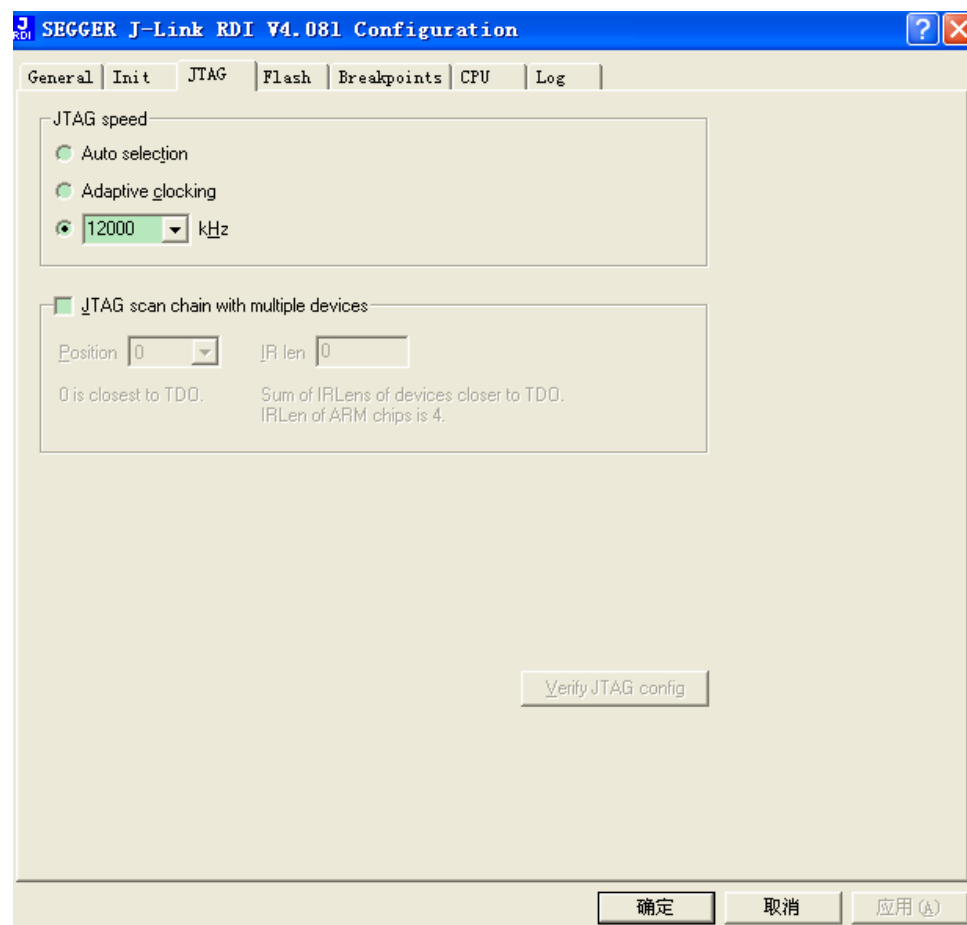 J RDI SEGGER J-Link RDI V4.081 Configuration ?
General Init JTAG Flash Breakpoints CPU Log
JTAG speed
Auto selection
Adaptive clocking
12000 kHz
JTAG scan chain with multiple devices
Position 0 IR len 0
0 is closest to TDO. Sum of IRLens of devices closer to TDO.
IRLen of ARM chips is 4.
Verify JTAG config
确定 取消 应用(A)